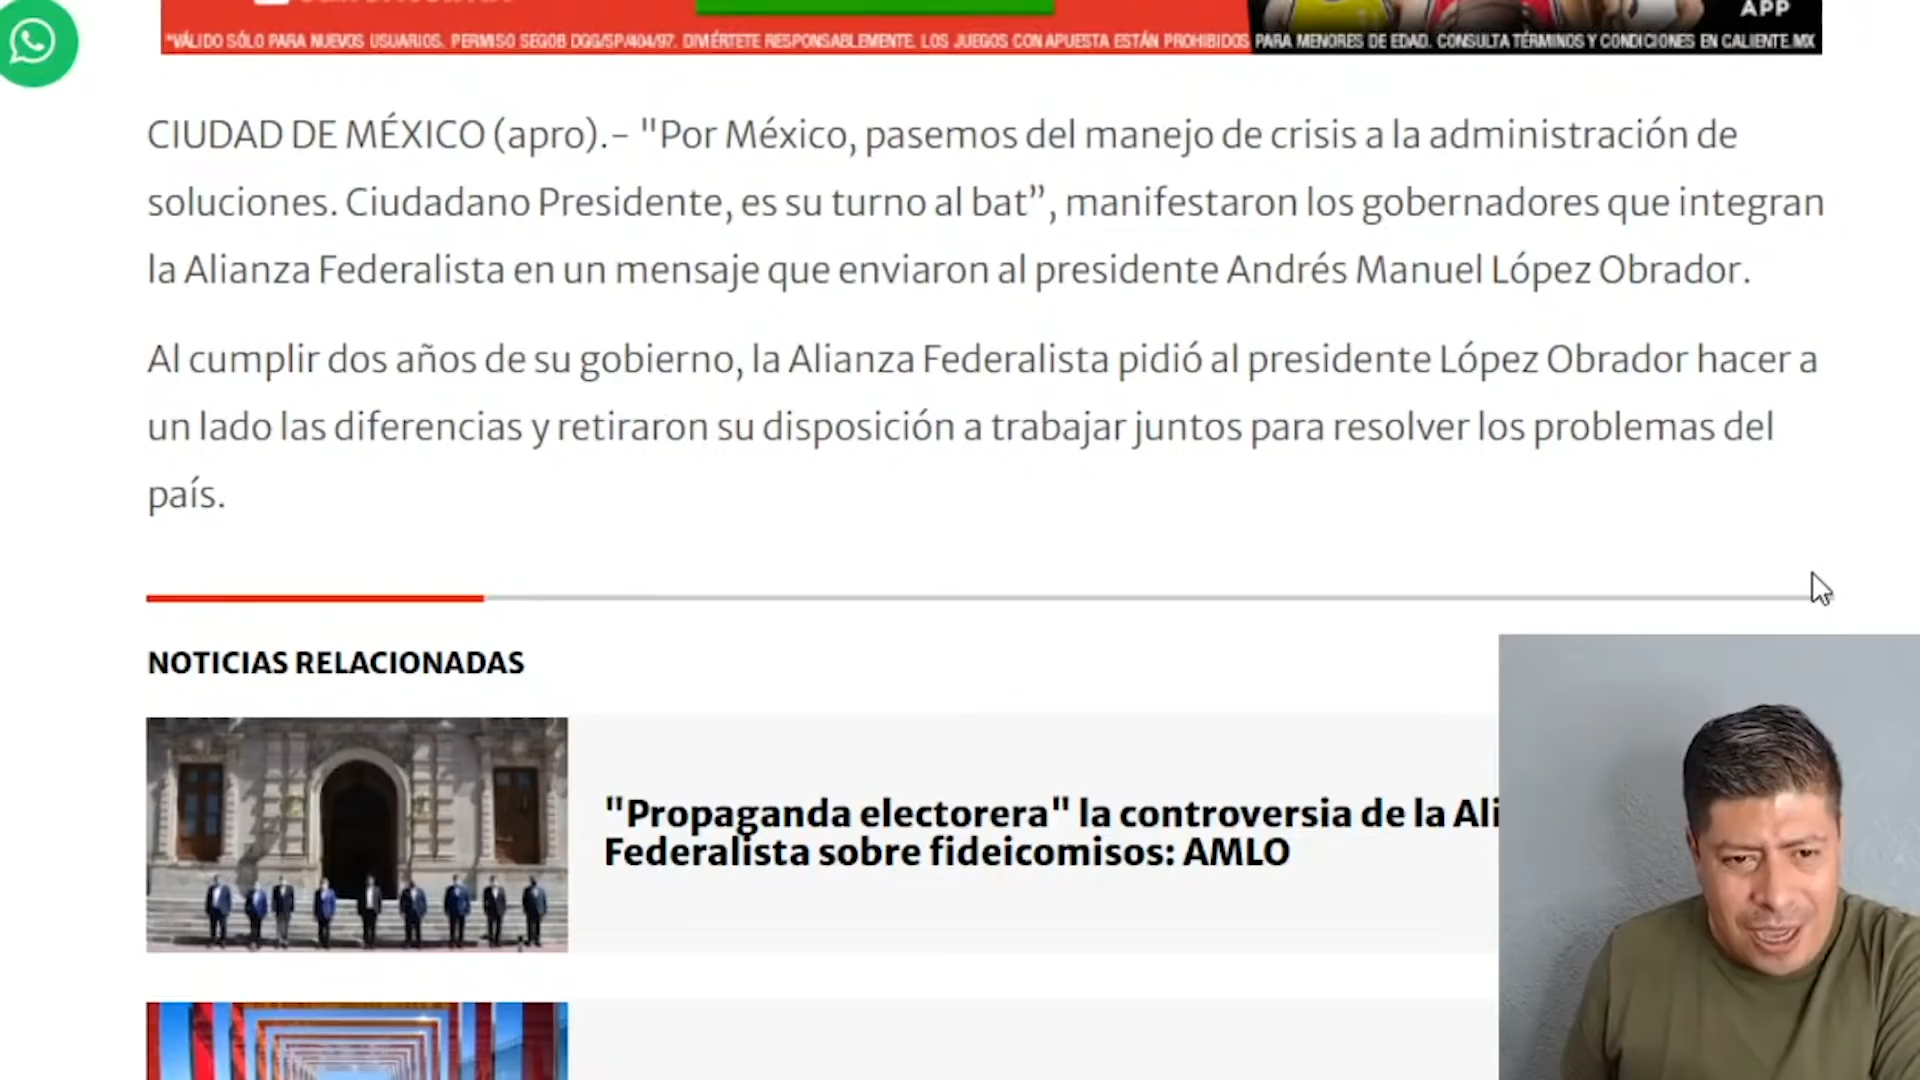 APP
*VÁLIDO SÓLO PARA NUEVOS USUARIOS. PERMISO SEGOB DGG/SP/404/97. DIVIÉRTETE RESPONSABLEMENTE. LOS JUEGOS CON APUESTA ESTÁN PROHIBIDOS PARA MENORES DE EDAD. CONSULTA TÉRMINOS Y CONDICIONES EN CALIENTE.MX
CIUDAD DE MÉXICO (apro).- "Por México, pasemos del manejo de crisis a la administración de
soluciones. Ciudadano Presidente, es su turno al bat”, manifestaron los gobernadores que integran
la Alianza Federalista en un mensaje que enviaron al presidente Andrés Manuel López Obrador.
Al cumplir dos años de su gobierno, la Alianza Federalista pidió al presidente López Obrador hacer a
un lado las diferencias y retiraron su disposición a trabajar juntos para resolver los problemas del
país.
NOTICIAS RELACIONADAS
"Propaganda electorera" la controversia de la Ali
Federalista sobre fideicomisos: AMLO